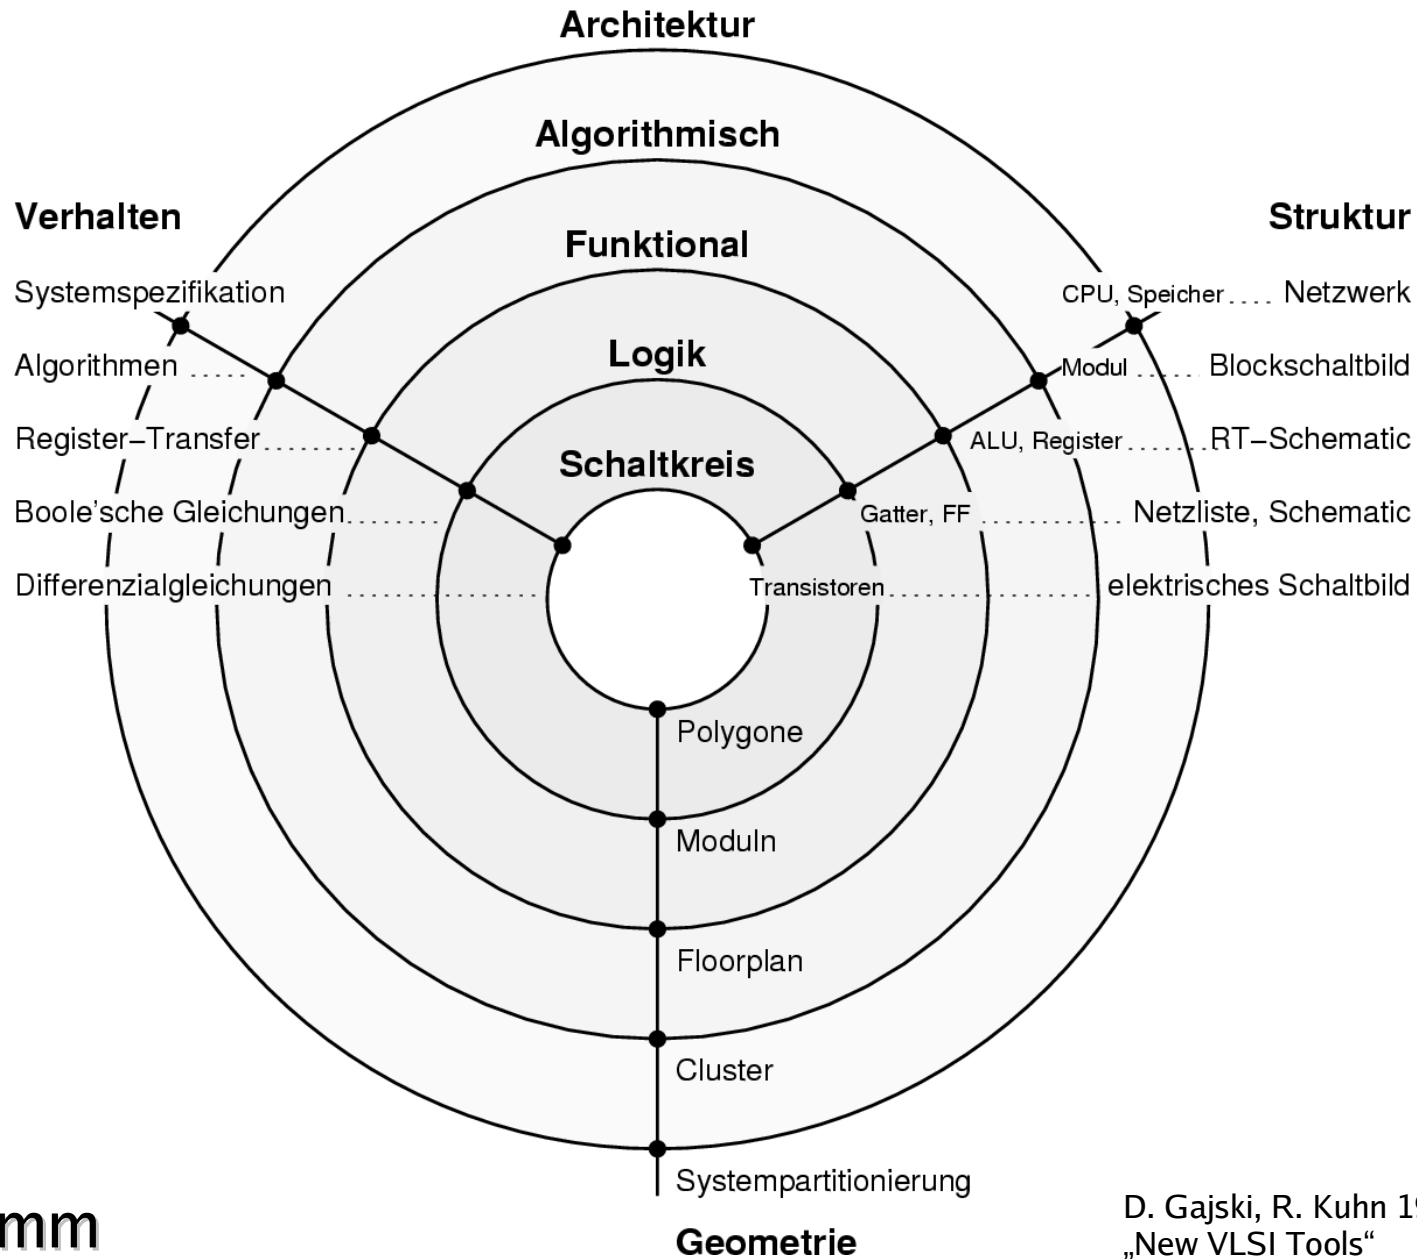 Architektur
Algorithmisch
Verhalten
Struktur
Funktional
Systemspezifikation
CPU, Speicher .... Netzwerk
Logik
Algorithmen .....
Modul ..... Blockschaltbild
Register–Transfer
ALU, Register ....... RT–Schematic
Schaltkreis
Boole'sche Gleichungen
Gatter, FF ........... Netzliste, Schematic
Differenzialgleichungen
Transistoren ................ elektrisches Schaltbild
Polygone
Moduln
Floorplan
Cluster
Systempartitionierung
Geometrie
D. Gajski, R. Kuhn
„New VLSI Tools“